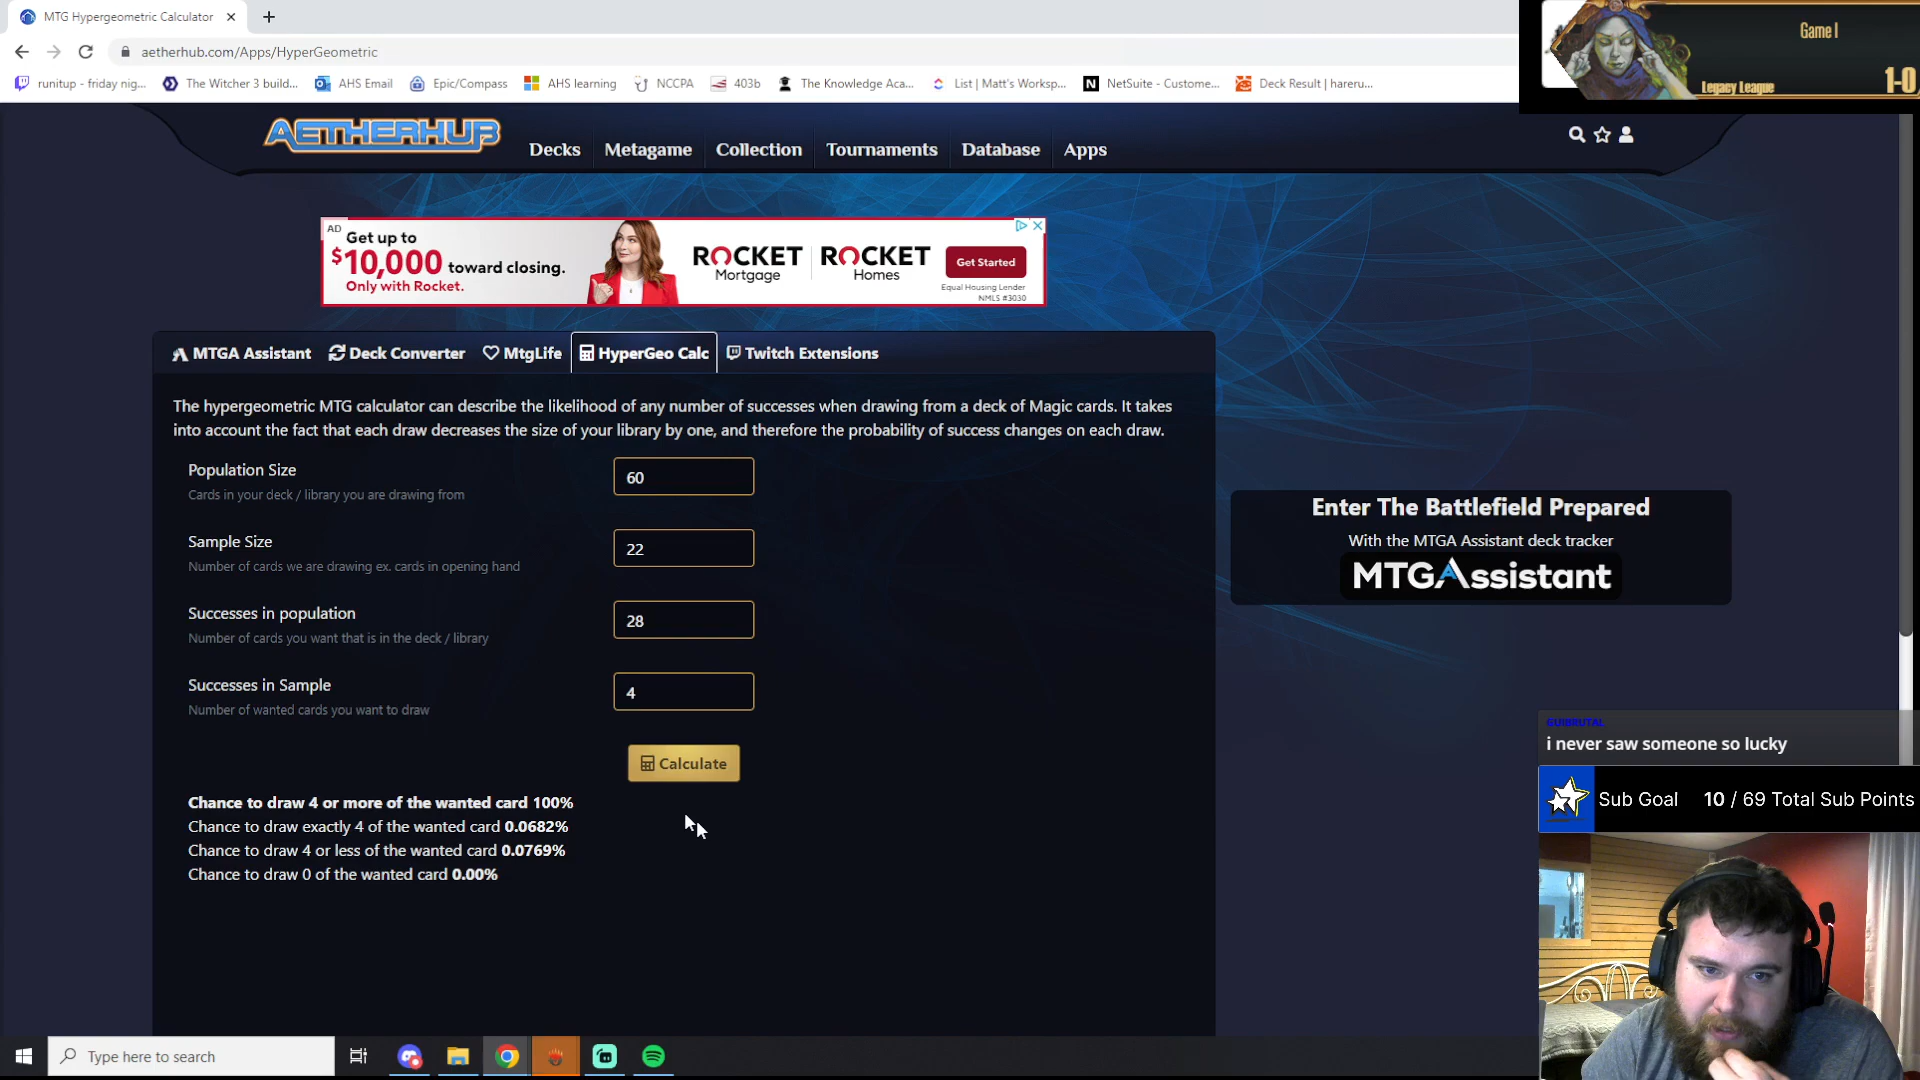 MTG Hypergeometric Calculator
aetherhub.com/Apps/HyperGeometric
runitup - friday nig...
The Witcher 3 build...
AHS Email
Epic/Compass
AHS learning
NCCPA
403b
The Knowledge Aca...
List | Matt's Worksp...
NetSuite - Custome...
Deck Result | hareru...
Game 1
Legacy League
1-0
AETHERHUB
Decks
Metagame
Collection
Tournaments
Database
Apps
AD
Get up to
$10,000 toward closing.
Only with Rocket.
ROCKET Mortgage
ROCKET Homes
Get Started
Equal Housing Lender
NMLS #3030
MTGA Assistant
Deck Converter
MtgLife
HyperGeo Calc
Twitch Extensions
The hypergeometric MTG calculator can describe the likelihood of any number of successes when drawing from a deck of Magic cards. It takes
into account the fact that each draw decreases the size of your library by one, and therefore the probability of success changes on each draw.
Population Size
60
Cards in your deck / library you are drawing from
Sample Size
22
Number of cards we are drawing ex. cards in opening hand
Successes in population
28
Number of cards you want that is in the deck / library
Successes in Sample
4
Number of wanted cards you want to draw
Calculate
Chance to draw 4 or more of the wanted card 100%
Chance to draw exactly 4 of the wanted card 0.0682%
Chance to draw 4 or less of the wanted card 0.0769%
Chance to draw 0 of the wanted card 0.00%
Enter The Battlefield Prepared
With the MTGA Assistant deck tracker
MTGAssistant
i never saw someone so lucky
Sub Goal 10 / 69 Total Sub Points
Type here to search